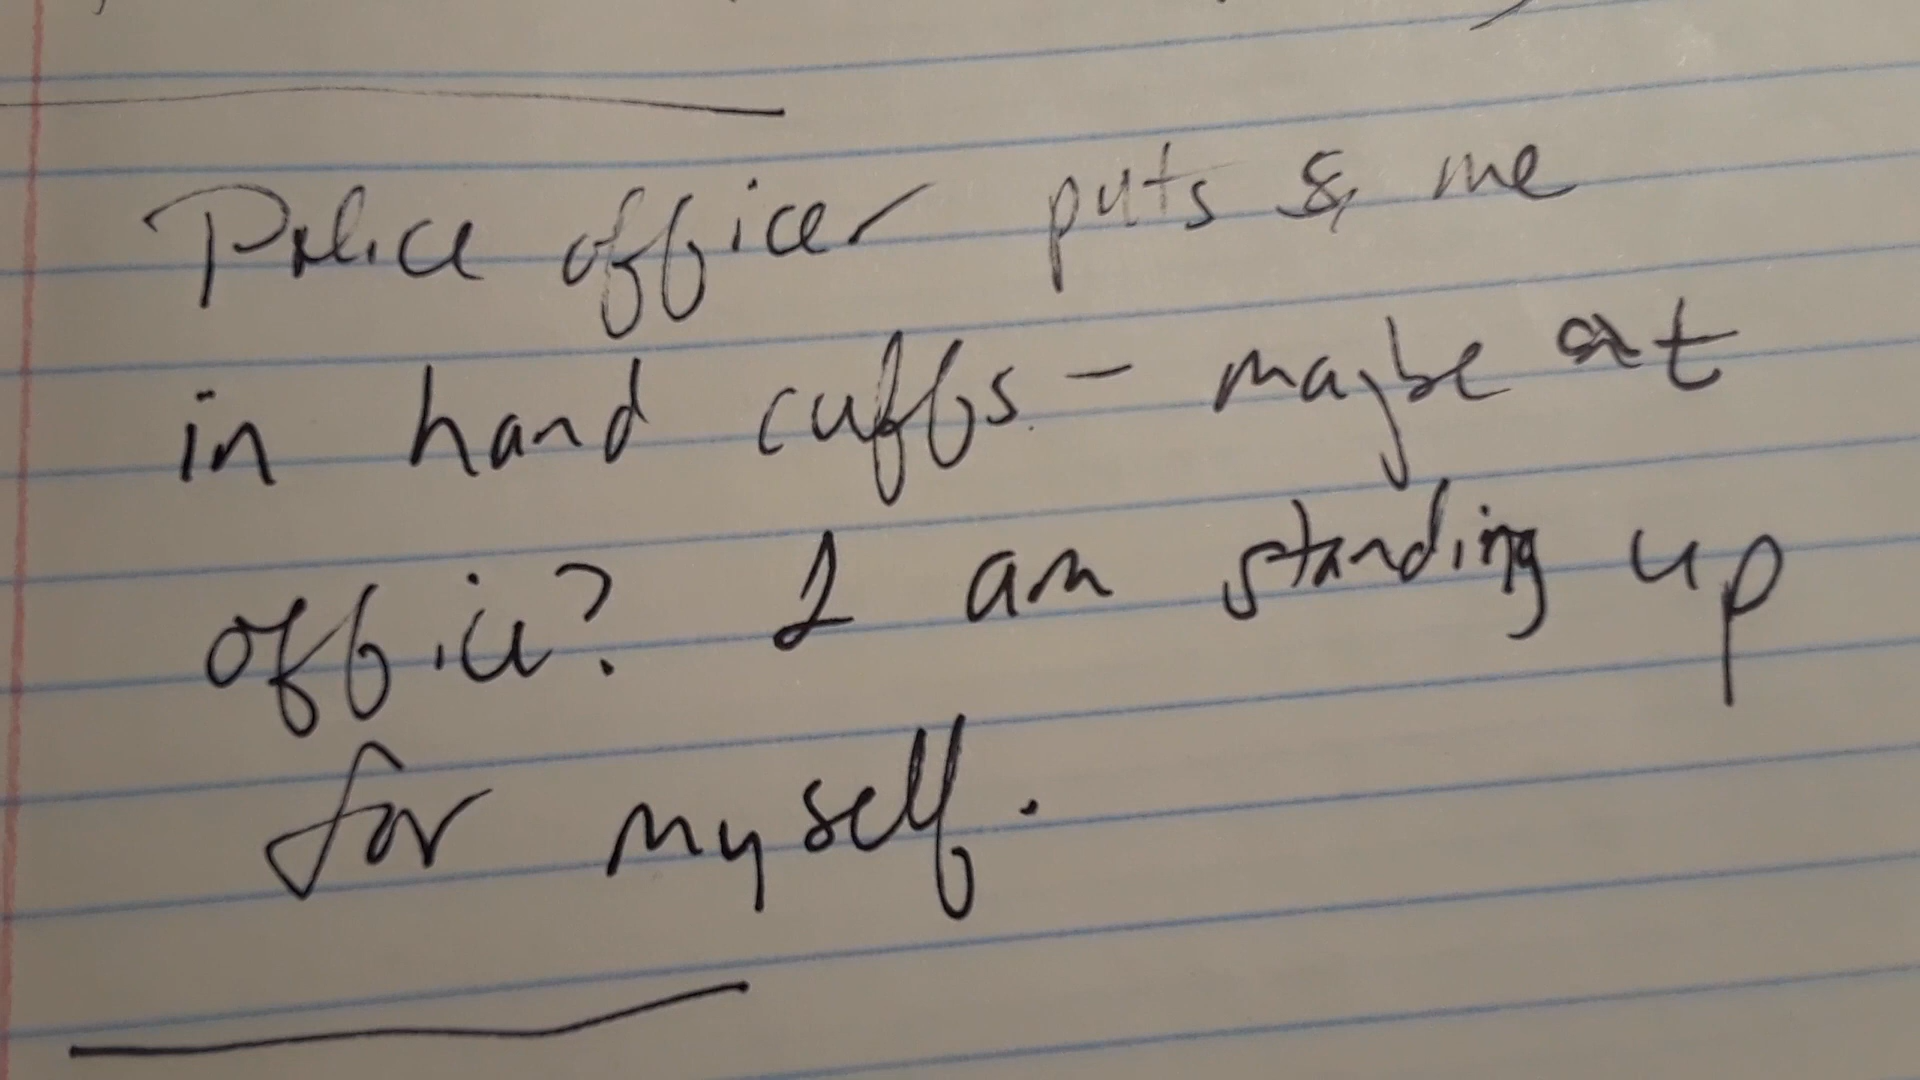 Police officer puts & me
in hand cuffs - maybe at
office? I am standing up
for myself.